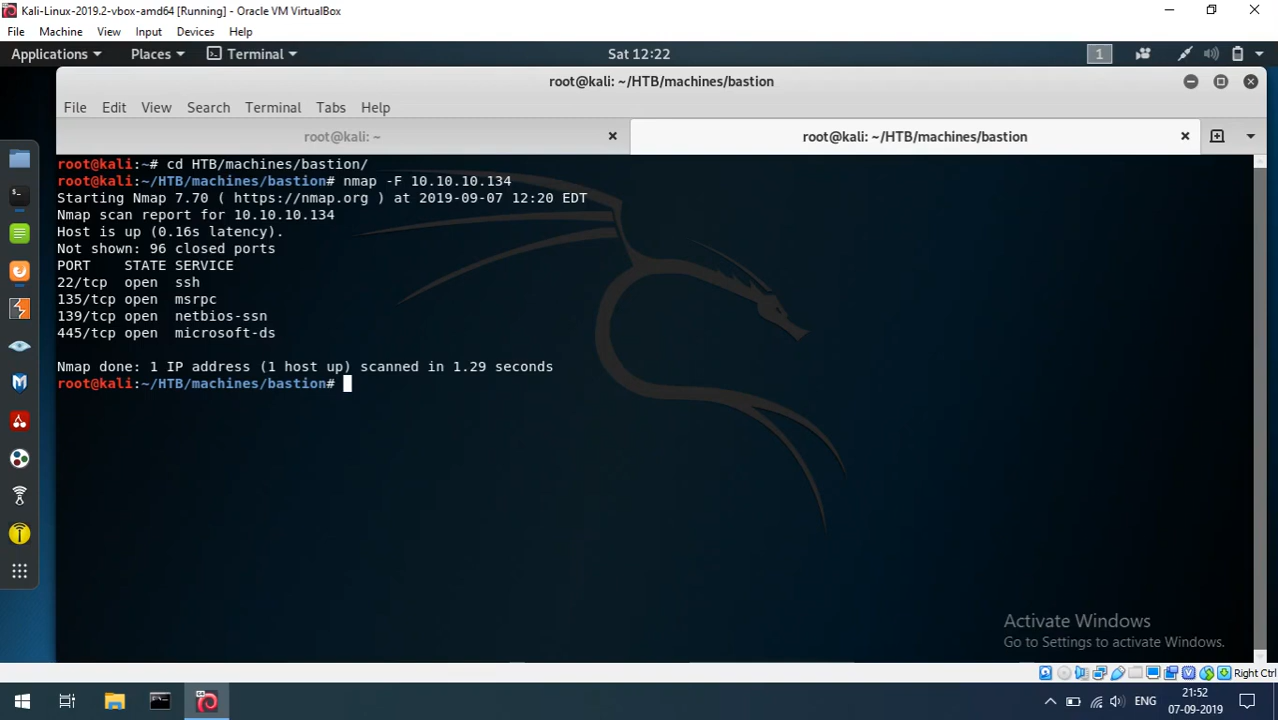 Kali-Linux-2019.2-vbox-amd64 [Running] - Oracle VM VirtualBox
File Machine View Input Devices Help
Applications Places Terminal Sat 12:22 1
root@kali: ~/HTB/machines/bastion
File Edit View Search Terminal Tabs Help
root@kali: ~ root@kali: ~/HTB/machines/bastion
root@kali:~# cd HTB/machines/bastion/
root@kali:~/HTB/machines/bastion# nmap -F 10.10.10.134
Starting Nmap 7.70 ( https://nmap.org ) at 2019-09-07 12:20 EDT
Nmap scan report for 10.10.10.134
Host is up (0.16s latency).
Not shown: 96 closed ports
PORT    STATE SERVICE
22/tcp  open  ssh
135/tcp open  msrpc
139/tcp open  netbios-ssn
445/tcp open  microsoft-ds
Nmap done: 1 IP address (1 host up) scanned in 1.29 seconds
root@kali:~/HTB/machines/bastion#
Activate Windows
Go to Settings to activate Windows.
Right Ctrl
ENG 21:52
07-09-2019